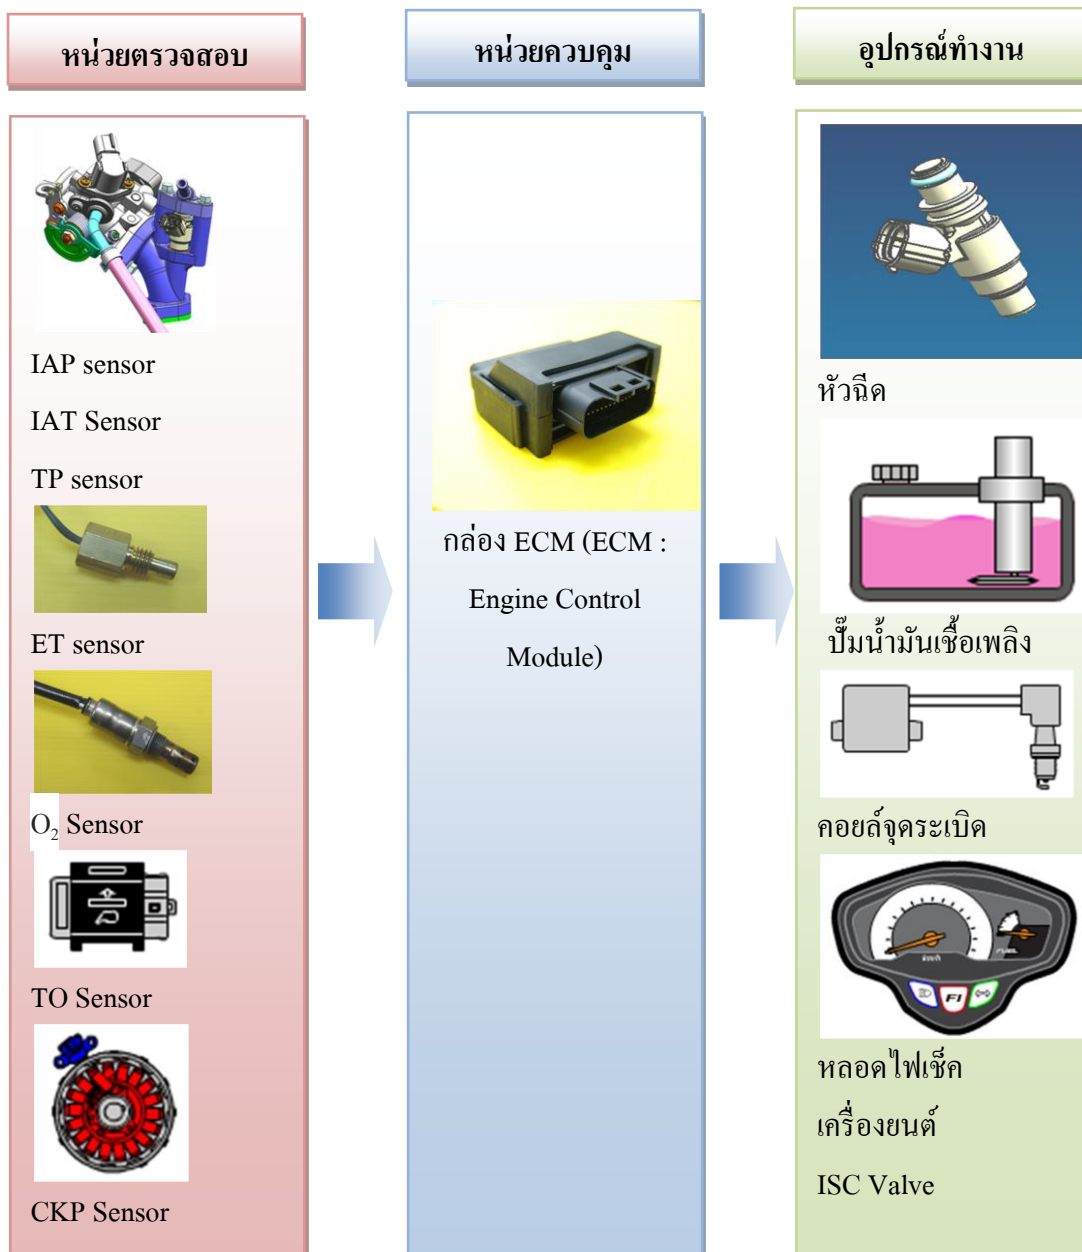 หน่วยตรวจสอบ
IAP sensor
IAT Sensor
TP sensor
ET sensor
O₂ Sensor
TO Sensor
CKP Sensor
หน่วยควบคุม
กล่อง ECM (ECM :
Engine Control
Module)
อุปกรณ์ทำงาน
หัวฉีด
ปั๊มน้ำมันเชื้อเพลิง
คอยล์จุดระเบิด
km/h
FUEL
FI
หลอดไฟเช็ค
เครื่องยนต์
ISC Valve